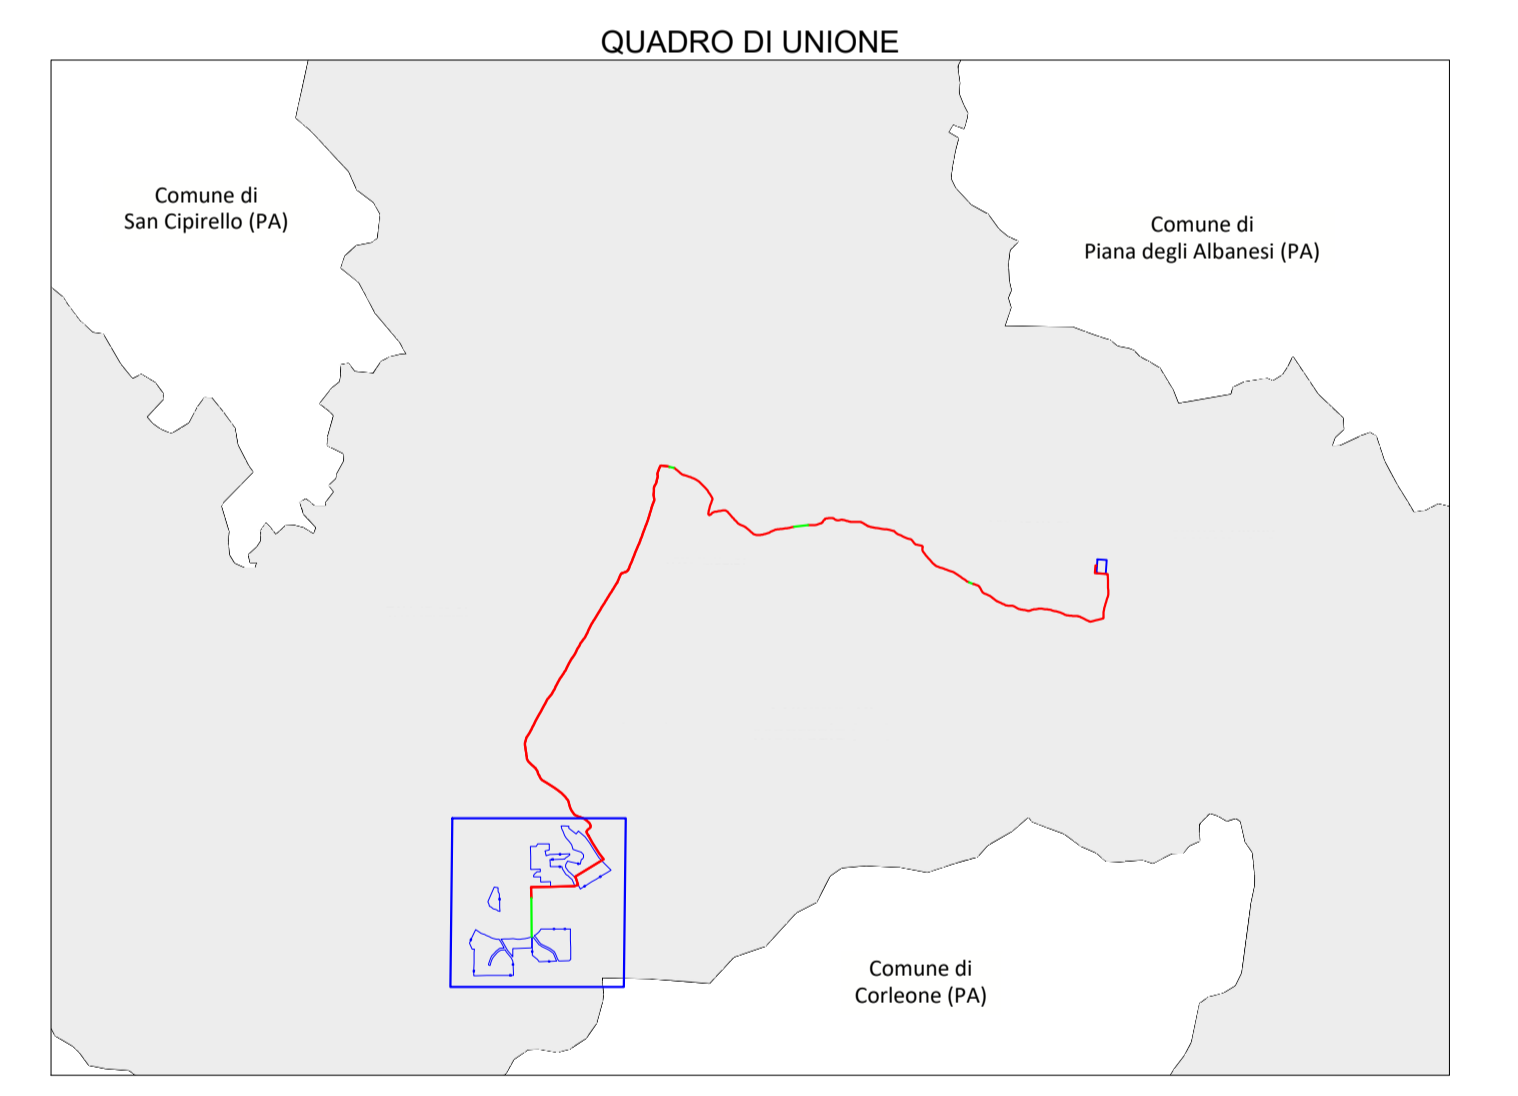 QUADRO DI UNIONE
Comune di
San Cipirello (PA)
Comune di
Piana degli Albanesi (PA)
Comune di
Corleone (PA)